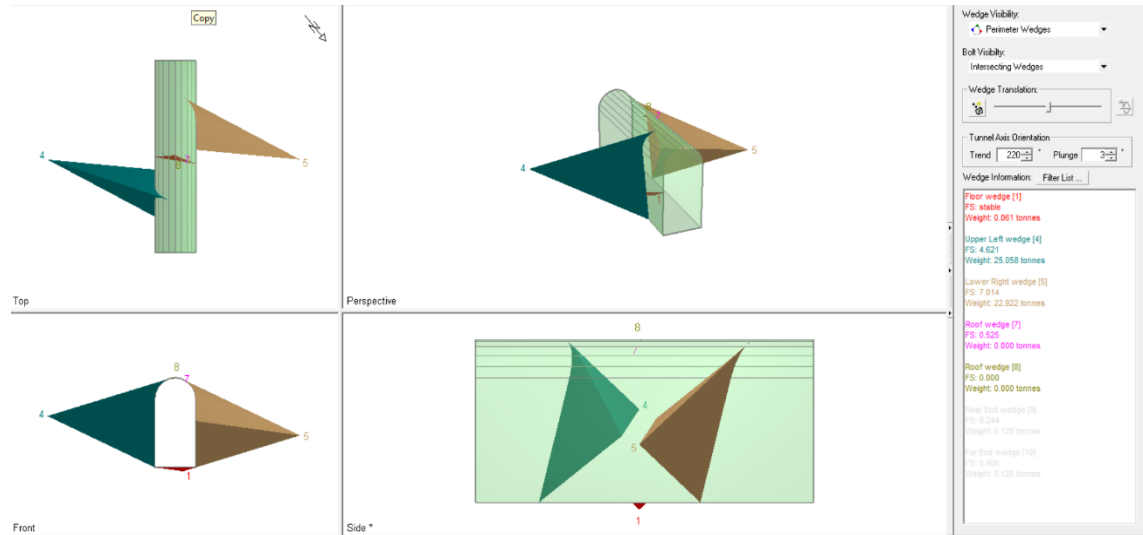 Copy
N
4
7
8
5
Top
8
7
4
5
1
Perspective
8
7
4
5
1
Front
8
7
4
5
1
Side *
Wedge Visibility:
Perimeter Wedges
Bolt Visibility:
Intersecting Wedges
Wedge Translation:
Tunnel Axis Orientation
Trend 220 ° Plunge 3 °
Wedge Information: Filter List ...
Floor wedge [1]
FS: stable
Weight: 0.061 tonnes
Upper Left wedge [4]
FS: 4.621
Weight: 25.058 tonnes
Lower Right wedge [5]
FS: 7.014
Weight: 22.922 tonnes
Roof wedge [7]
FS: 0.525
Weight: 0.000 tonnes
Roof wedge [8]
FS: 0.000
Weight: 0.000 tonnes
Near End wedge [9]
FS: 0.244
Weight: 0.125 tonnes
Far End wedge [10]
FS: 5.466
Weight: 0.125 tonnes